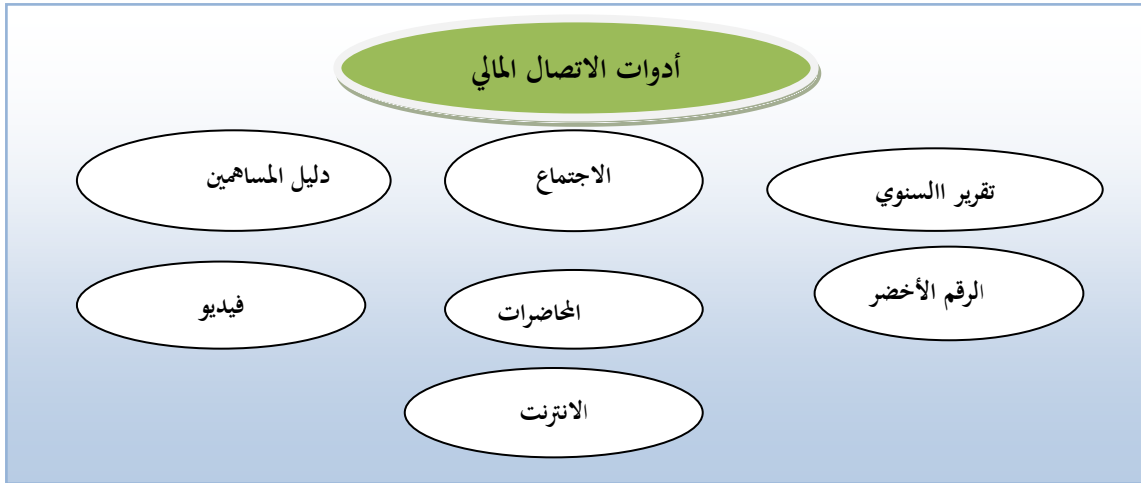 أدوات الاتصال المالي
تقرير االسنوي
الاجتماع
دليل المساهمين
الرقم الأخضر
المحاضرات
فيديو
الانترنت